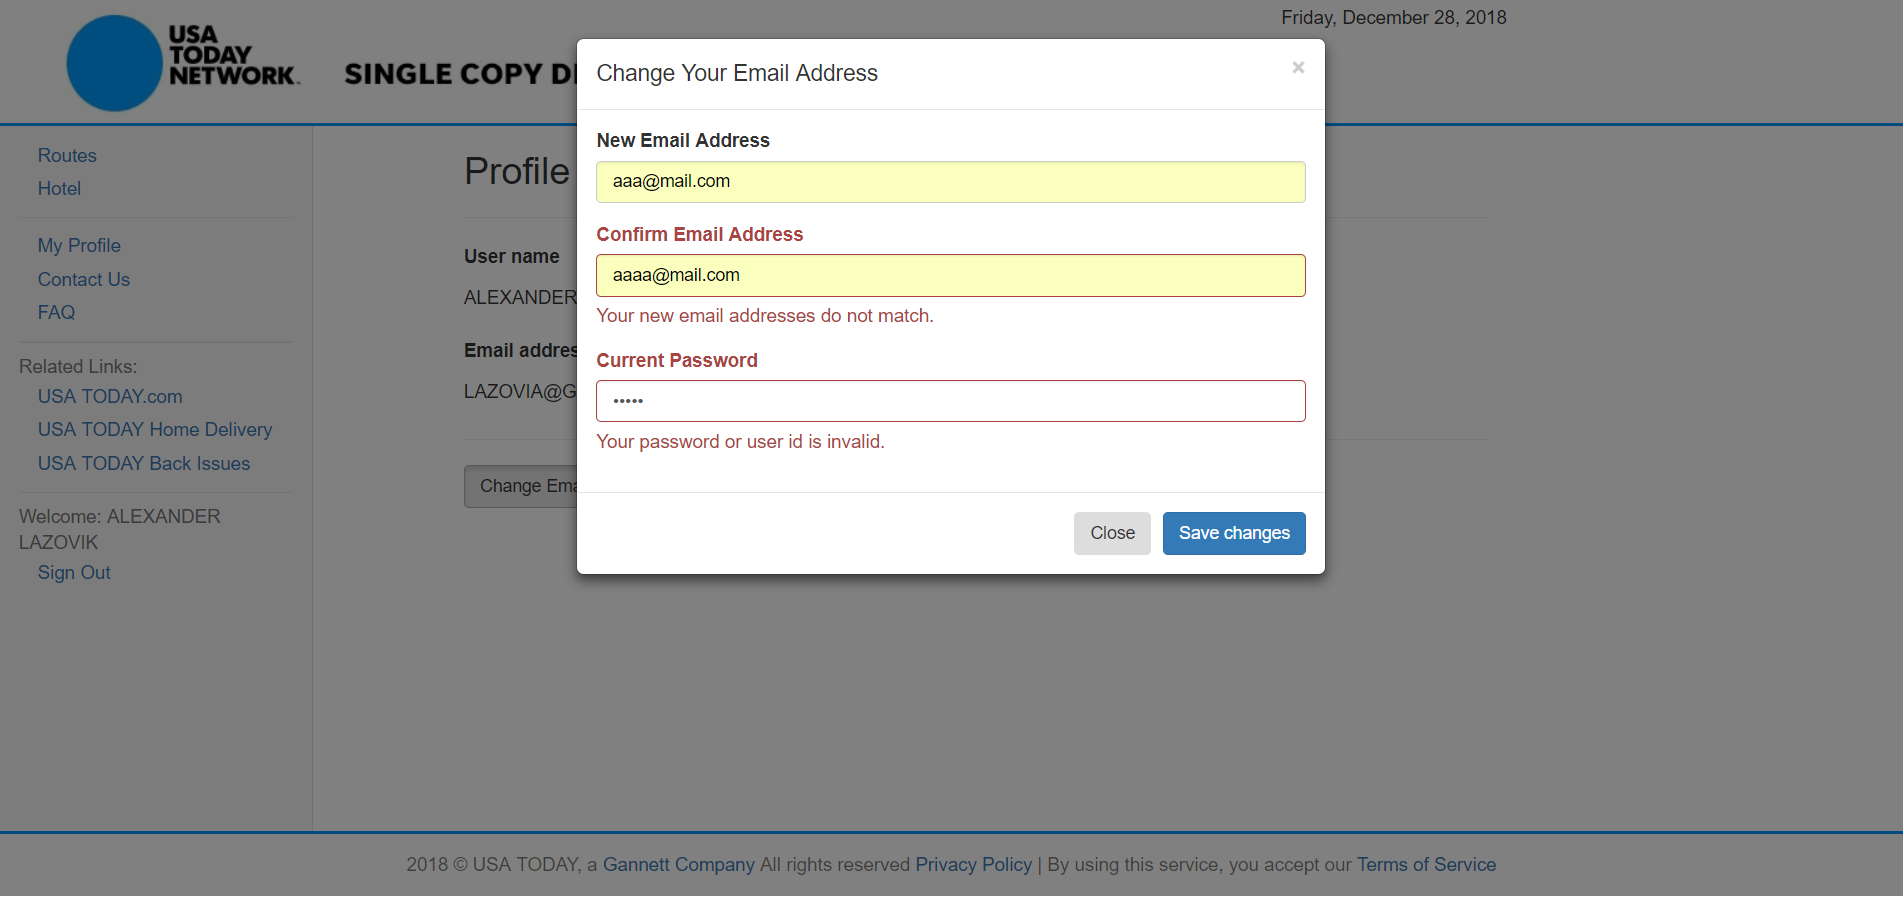 USA
TODAY
NETWORK
SINGLE COPY
Friday, December 28, 2018
Routes
Hotel
My Profile
Contact Us
FAQ
Related Links:
USA TODAY.com
USA TODAY Home Delivery
USA TODAY Back Issues
Welcome: ALEXANDER
LAZOVIK
Sign Out
Profile
User name
ALEXANDER
Email addres
LAZOVIA@G
Change Ema
Change Your Email Address
×
New Email Address
aaa@mail.com
Confirm Email Address
aaaa@mail.com
Your new email addresses do not match.
Current Password
•••••
Your password or user id is invalid.
Close
Save changes
2018 © USA TODAY, a Gannett Company All rights reserved Privacy Policy | By using this service, you accept our Terms of Service